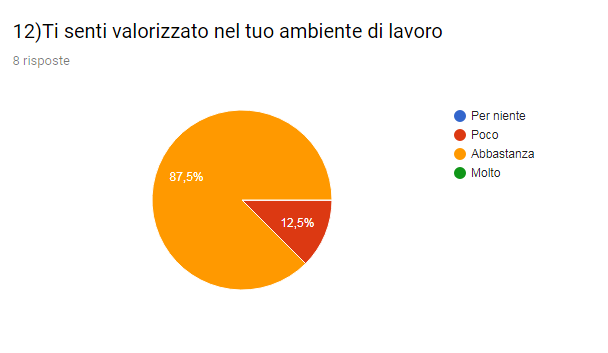 12)Ti senti valorizzato nel tuo ambiente di lavoro
8 risposte
Per niente
Poco
Abbastanza
Molto
87,5%
12,5%